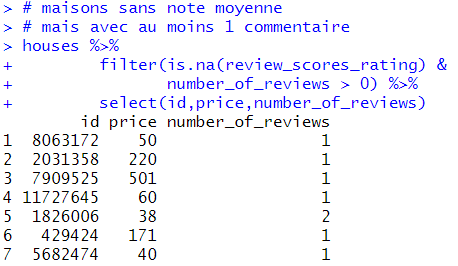 > # maisons sans note moyenne
> # mais avec au moins 1 commentaire
> houses %>%
+ filter(is.na(review_scores_rating) &
+ number_of_reviews > 0) %>%
+ select(id,price,number_of_reviews)
id price number_of_reviews
1 8063172 50 1
2 2031358 220 1
3 7909525 501 1
4 11727645 60 1
5 1826006 38 2
6 429424 171 1
7 5682474 40 1